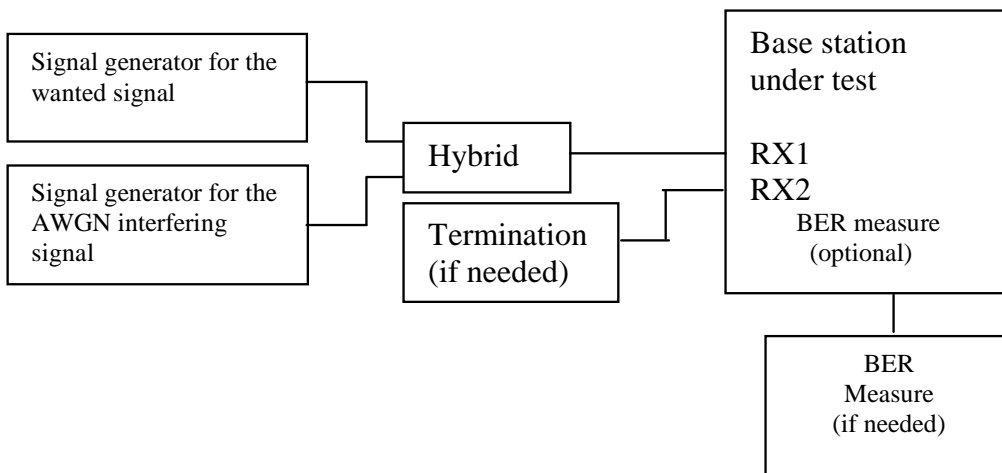 Signal generator for the
wanted signal
Signal generator for the
AWGN interfering
signal
Hybrid
Termination
(if needed)
Base station
under test
RX1
RX2
BER measure
(optional)
BER
Measure
(if needed)